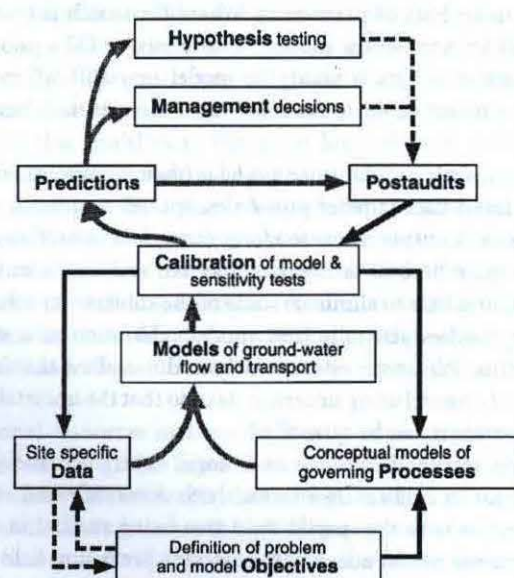 Hypothesis testing
Management decisions
Predictions
Postaudits
Calibration of model &
sensitivity tests
Models of ground-water
flow and transport
Site specific
Data
Conceptual models of
governing Processes
Definition of problem
and model Objectives